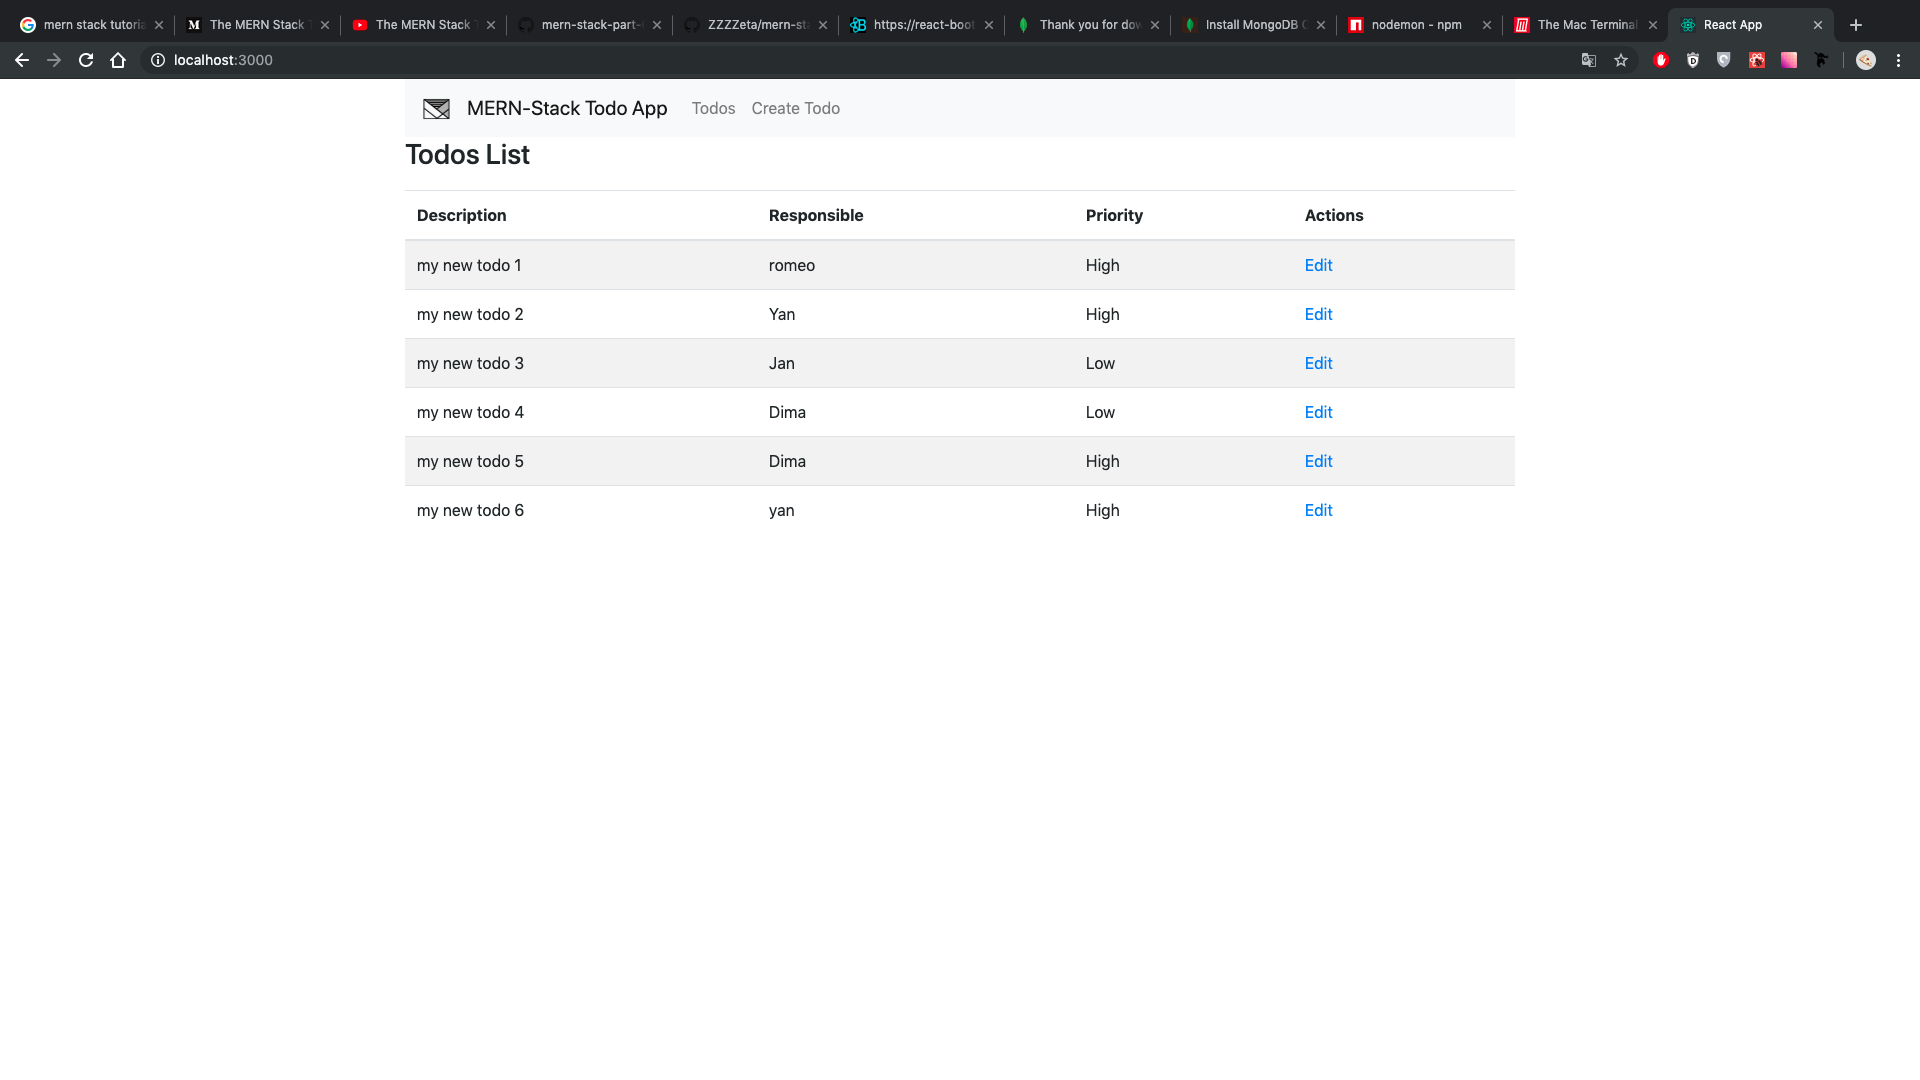 mern stack tutoria
The MERN Stack T
The MERN Stack T
mern-stack-part-
ZZZZeta/mern-sta
https://react-boot
Thank you for dow
Install MongoDB C
nodemon - npm
The Mac Terminal
React App
localhost:3000
MERN-Stack Todo App Todos Create Todo
Todos List
Description Responsible Priority Actions
my new todo 1 romeo High Edit
my new todo 2 Yan High Edit
my new todo 3 Jan Low Edit
my new todo 4 Dima Low Edit
my new todo 5 Dima High Edit
my new todo 6 yan High Edit